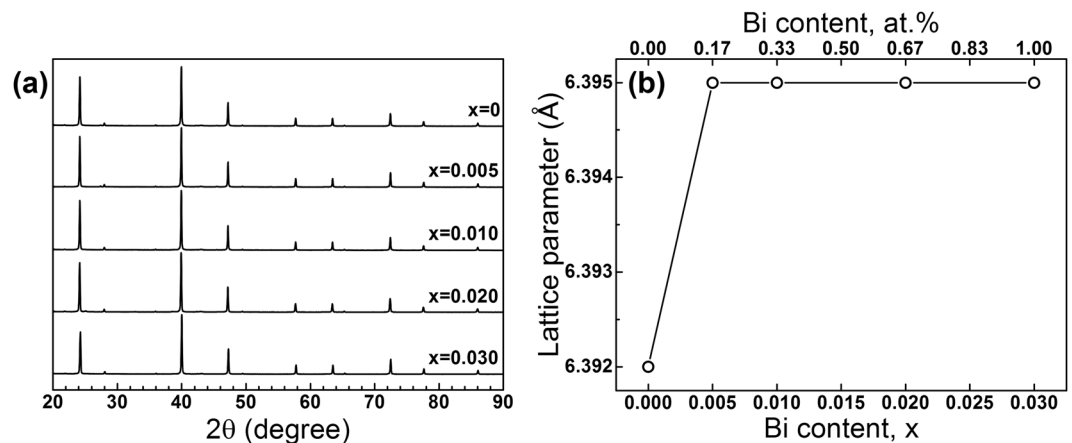 (a)
x=0
x=0.005
x=0.010
x=0.020
x=0.030
20 30 40 50 60 70 80 90
2θ (degree)
Bi content, at.%
0.00 0.17 0.33 0.50 0.67 0.83 1.00
(b)
Lattice parameter (Å)
6.395
6.394
6.393
6.392
0.000 0.005 0.010 0.015 0.020 0.025 0.030
Bi content, x